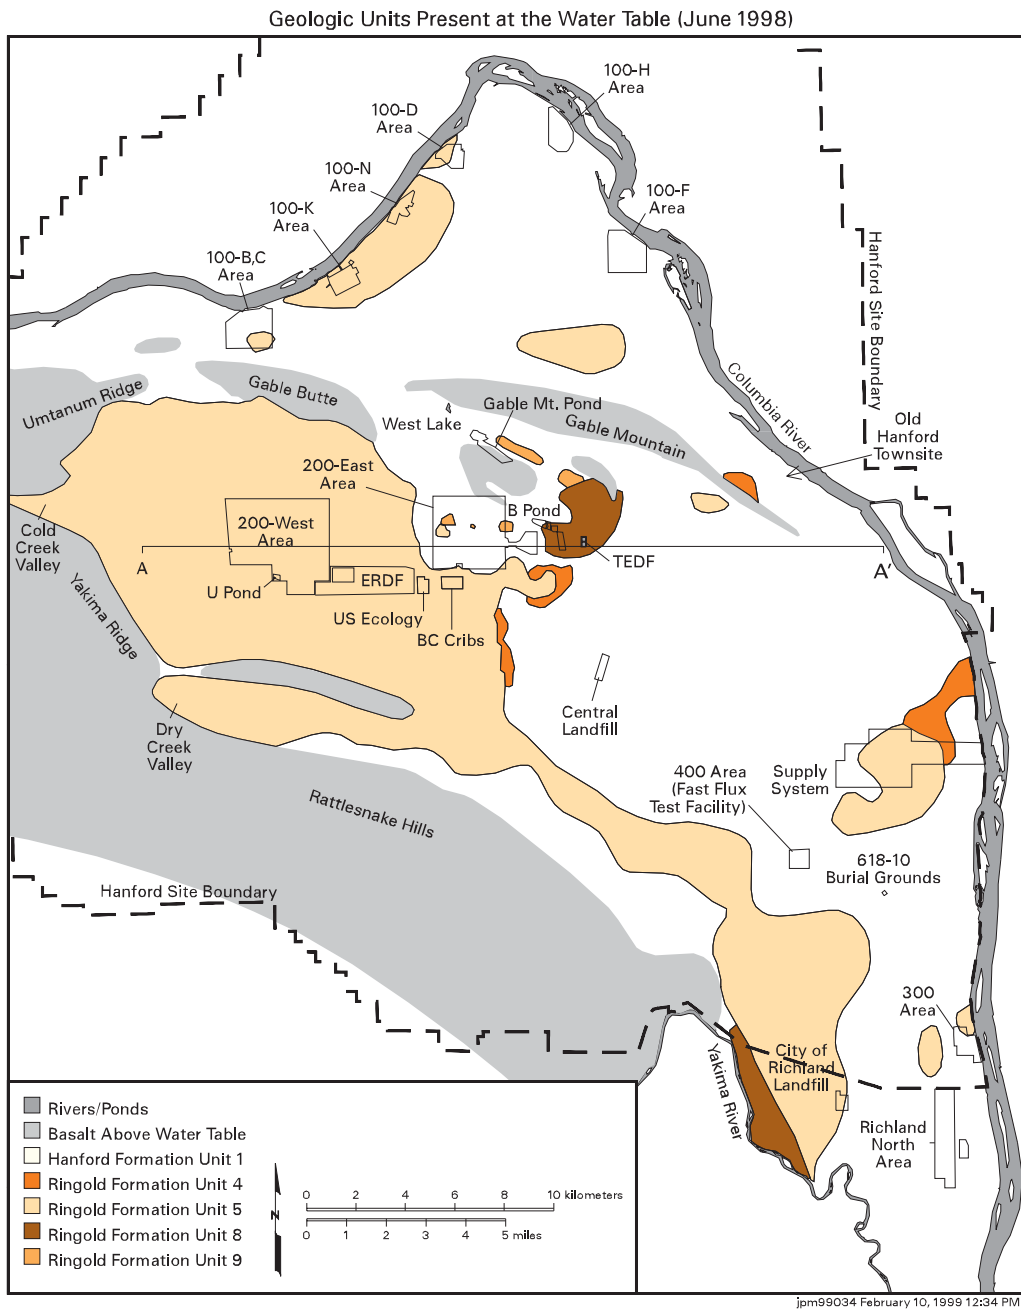 Geologic Units Present at the Water Table (June 1998)
100-H
Area
100-D
Area
100-N
Area
100-K
Area
100-F
Area
100-B,C
Area
Hanford Site Boundary
Columbia River
Umtanum Ridge
Gable Butte
West Lake
Gable Mt. Pond
Gable Mountain
Old
Hanford
Townsite
200-East
Area
B Pond
200-West
Area
Cold
Creek
Valley
A
A'
TEDF
U Pond
ERDF
US Ecology
BC Cribs
Yakima Ridge
Dry
Creek
Valley
Central
Landfill
Rattlesnake Hills
400 Area
(Fast Flux
Test Facility)
Supply
System
618-10
Burial Grounds
Hanford Site Boundary
300
Area
City of
Richland
Landfill
Yakima River
Richland
North
Area
Rivers/Ponds
Basalt Above Water Table
Hanford Formation Unit 1
Ringold Formation Unit 4
Ringold Formation Unit 5
Ringold Formation Unit 8
Ringold Formation Unit 9
N
0 2 4 6 8 10 kilometers
0 1 2 3 4 5 miles
jpm99034 February 10, 1999 12:34 PM